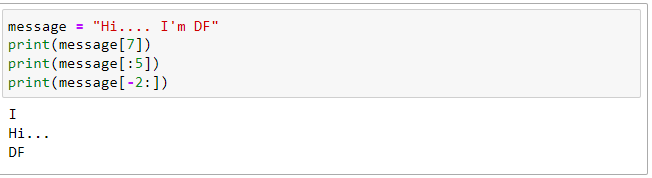 message = "Hi.... I'm DF"
print(message[7])
print(message[:5])
print(message[-2:])
I
Hi...
DF